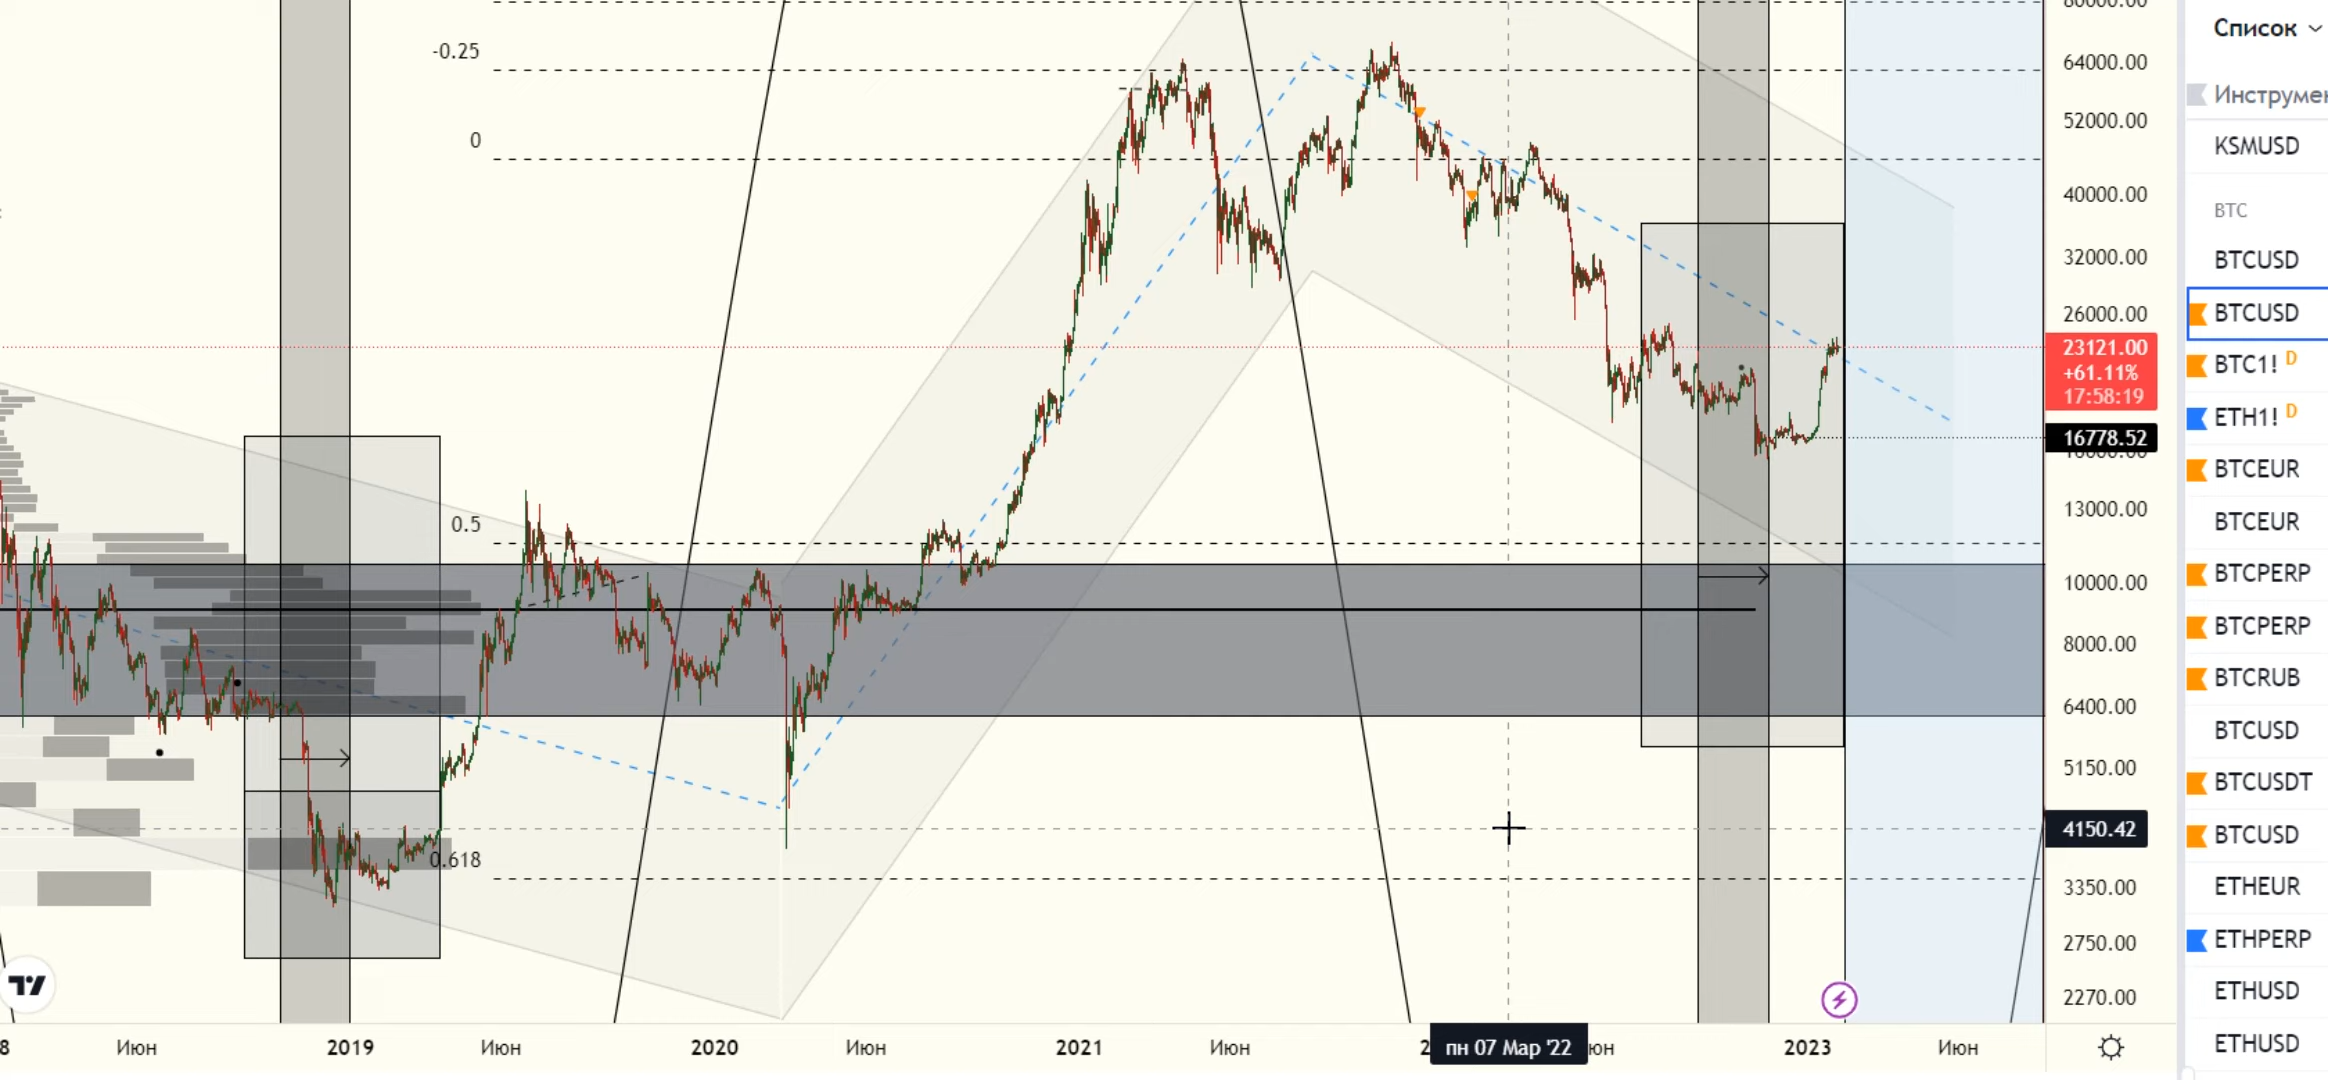 -0.25
0
0.5
0.618
64000.00
52000.00
40000.00
32000.00
26000.00
23121.00
+61.11%
17:58:19
16778.52
13000.00
10000.00
8000.00
6400.00
5150.00
4150.42
3350.00
2750.00
2270.00
8 Июн 2019 Июн 2020 Июн 2021 Июн пн 07 Мар '22 юн 2023 Июн
Список
KSMUSD
BTC
BTCUSD
BTCUSD
BTC1! D
ETH1! D
BTCEUR
BTCEUR
BTCPERP
BTCPERP
BTCRUB
BTCUSD
BTCUSDT
BTCUSD
ETHEUR
ETHPERP
ETHUSD
ETHUSD